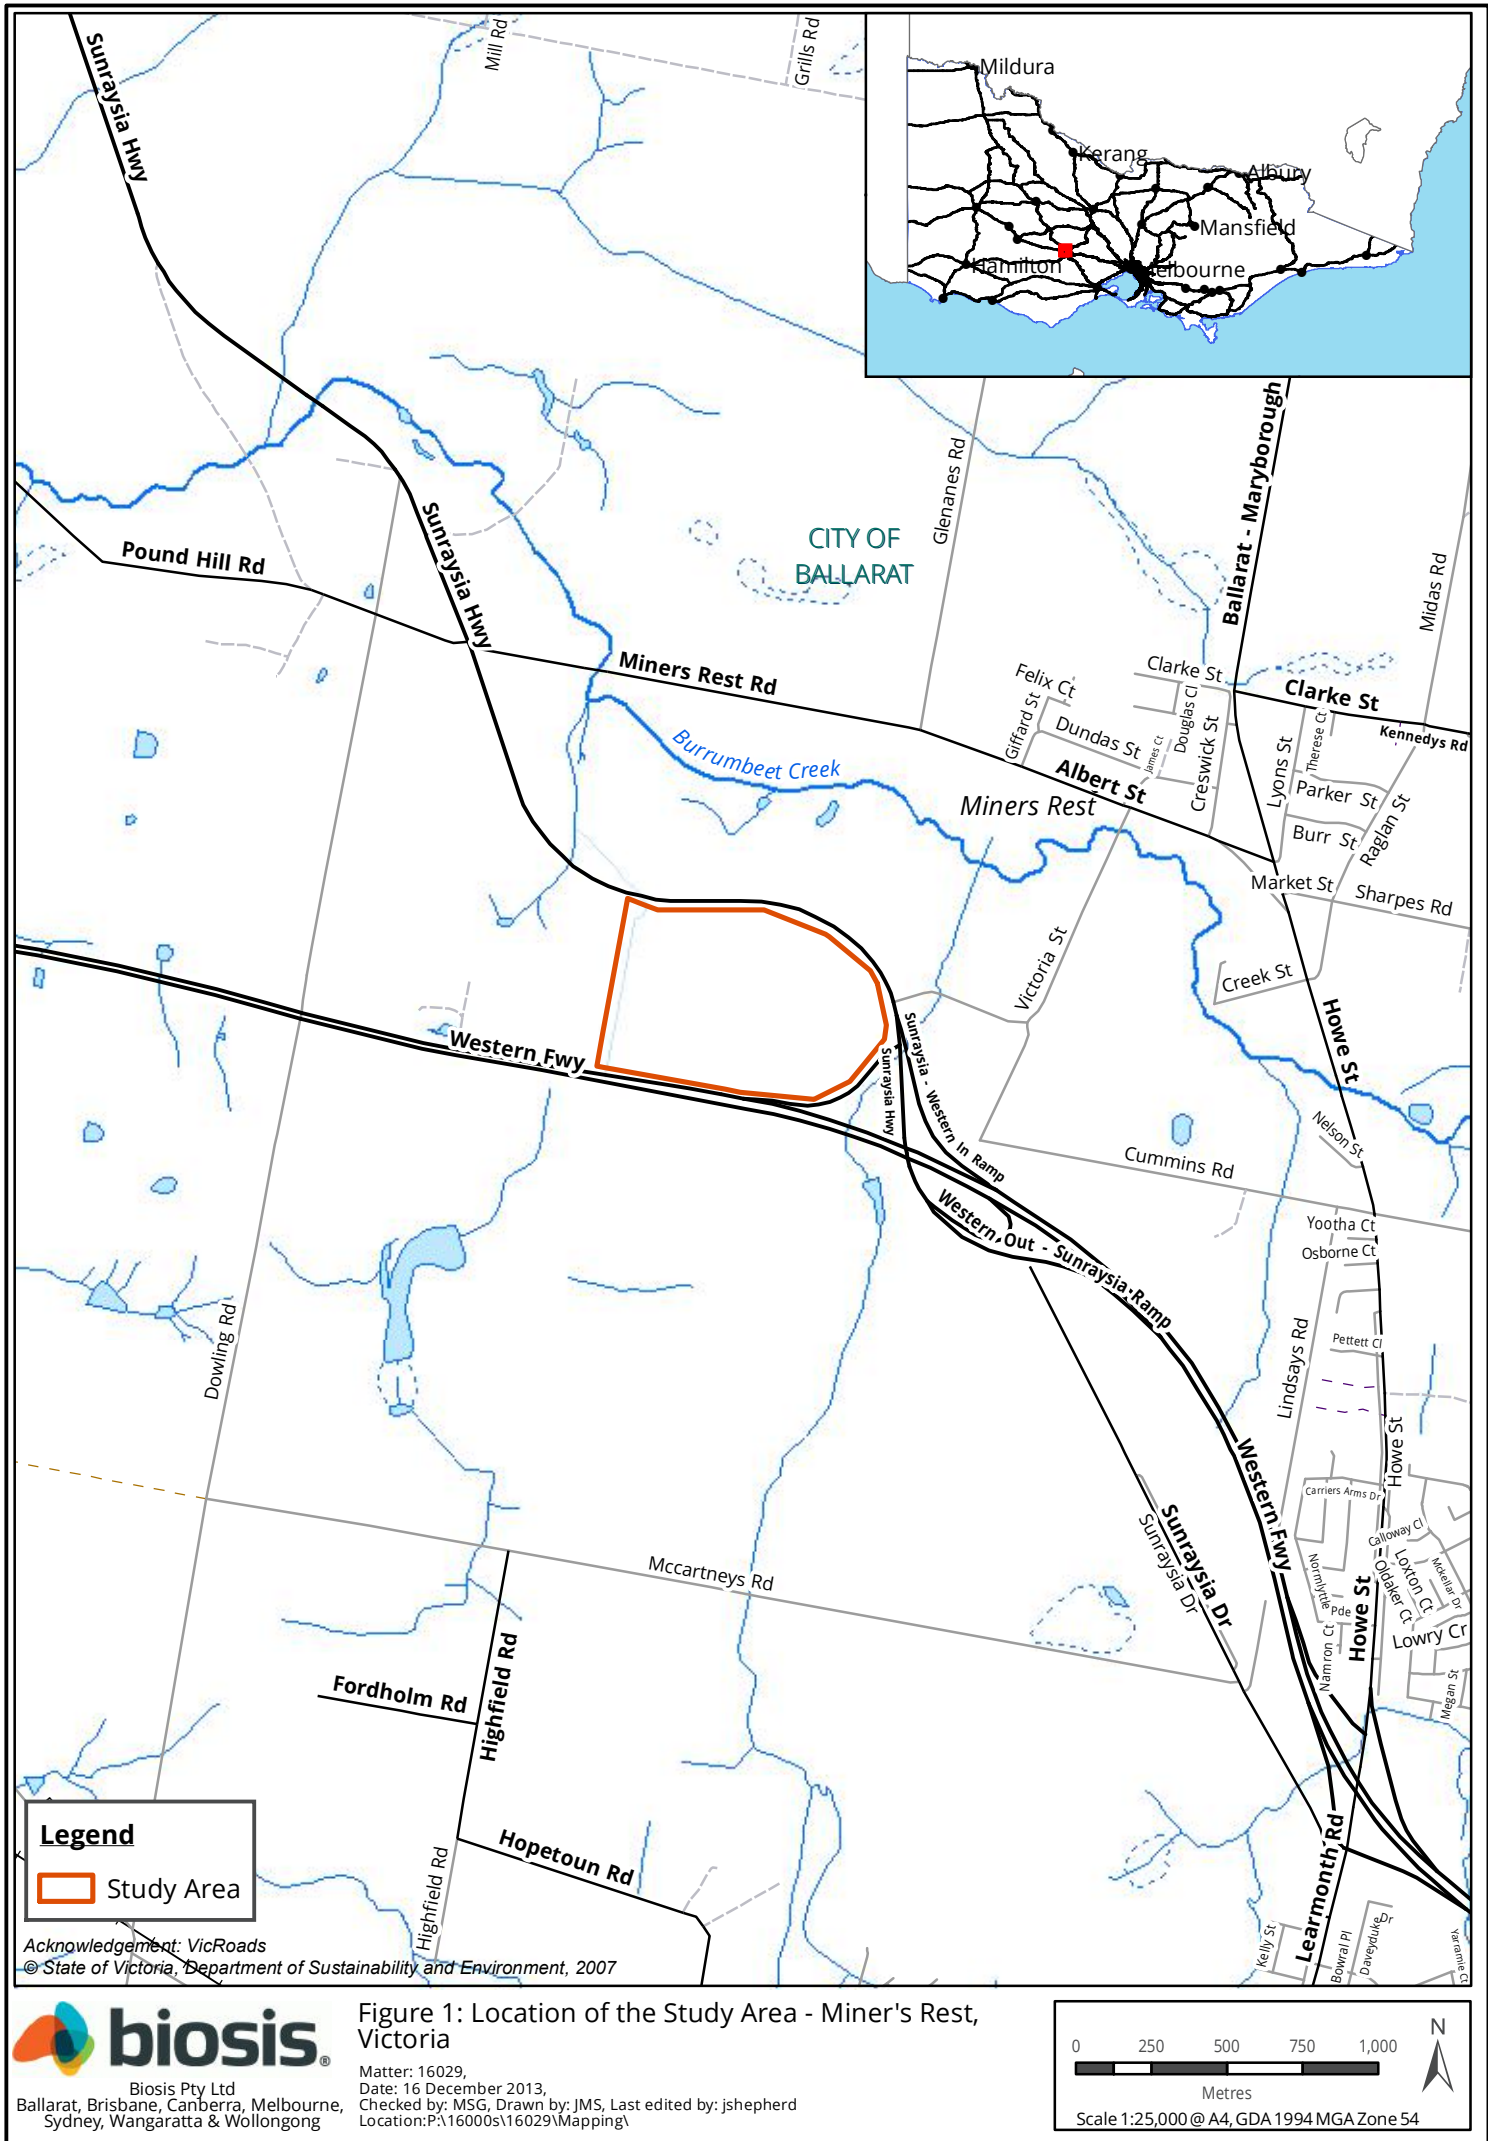 Sunraysia Hwy
Mill Rd
Grills Rd
Mildura
Kerang
Albury
Mansfield
Hamilton
elbourne
Sunraysia Hwy
Pound Hill Rd
Glenanes Rd
CITY OF
BALLARAT
Ballarat - Maryborough
Midas Rd
Miners Rest Rd
Felix Ct
Giffard St
Dundas St
James Ct
Clarke St
Douglas Cl
Creswick St
Clarke St
Kennedys Rd
Therese Ct
Lyons St
Parker St
Burr St
Raglan St
Albert St
Burrumbeet Creek
Miners Rest
Market St
Sharpes Rd
Victoria St
Creek St
Howe St
Western Fwy
Sunraysia Hwy
Sunraysia - Western In Ramp
Western Out - Sunraysia Ramp
Nelson St
Cummins Rd
Yootha Ct
Osborne Ct
Pettett Cl
Lindsays Rd
Dowling Rd
Howe St
Western Fwy
Carriers Arms Dr
Calloway Cl
Loxton Ct
Oldaker Ct
Mckellar Dr
Normlyttle
Pde
Namron Ct
Howe St
Lowry Cr
Megan St
Sunraysia Dr
Sunraysia Dr
Mccartneys Rd
Fordholm Rd
Highfield Rd
Hopetoun Rd
Highfield Rd
Learmonth Rd
Kelly St
Bowral Pl
Daveyduke Dr
Yarramie Ct
Legend
Study Area
Acknowledgement: VicRoads
© State of Victoria, Department of Sustainability and Environment, 2007
biosis®
Biosis Pty Ltd
Ballarat, Brisbane, Canberra, Melbourne,
Sydney, Wangaratta & Wollongong
Figure 1: Location of the Study Area - Miner's Rest,
Victoria
Matter: 16029,
Date: 16 December 2013,
Checked by: MSG, Drawn by: JMS, Last edited by: jshepherd
Location:P:\16000s\16029\Mapping\
0 250 500 750 1,000
Metres
N
Scale 1:25,000 @ A4, GDA 1994 MGA Zone 54